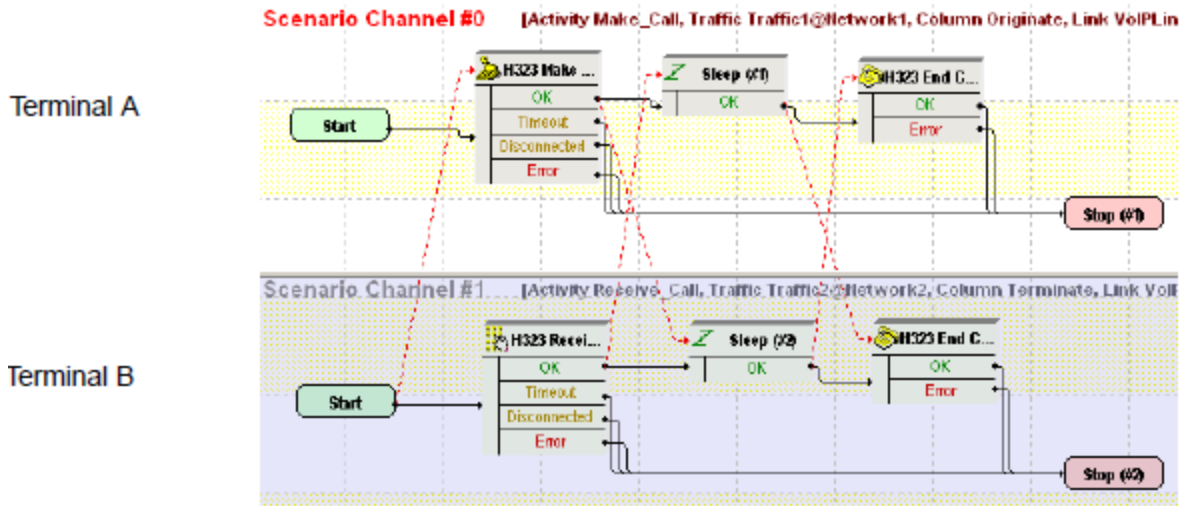 Scenario Channel #0 [Activity Make_Call, Traffic Traffic1@Network1, Column Originate, Link VoIPLin
Terminal A
Start
H323 Make ...
OK
Timeout
Disconnected
Error
Sleep (#1)
OK
H323 End C...
OK
Error
Stop (#1)
Scenario Channel #1 [Activity Receive_Call, Traffic Traffic2@Network2, Column Terminate, Link VoIP
Terminal B
Start
H323 Recei...
OK
Timeout
Disconnected
Error
Sleep (#2)
OK
H323 End C...
OK
Error
Stop (#2)